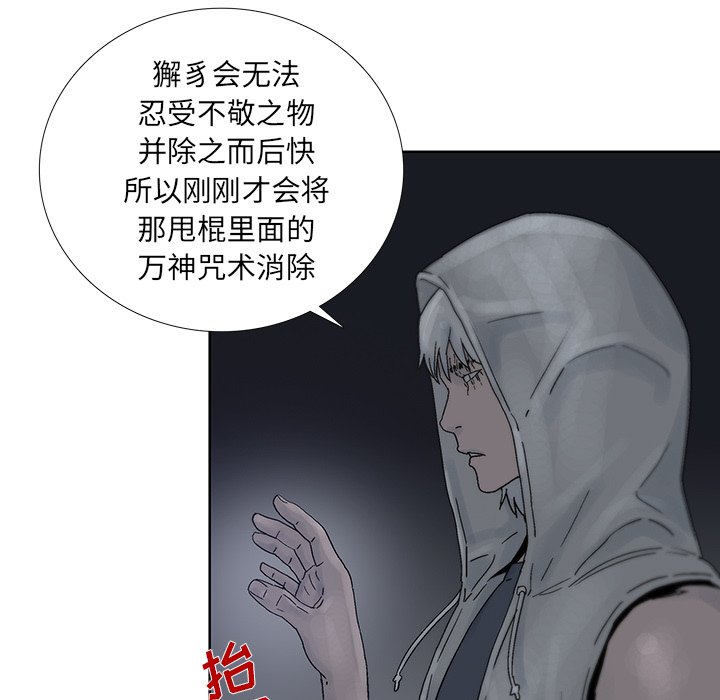 獬豸会无法
忍受不敬之物
并除之而后快
所以刚刚才会将
那甩棍里面的
万神咒术消除
抬